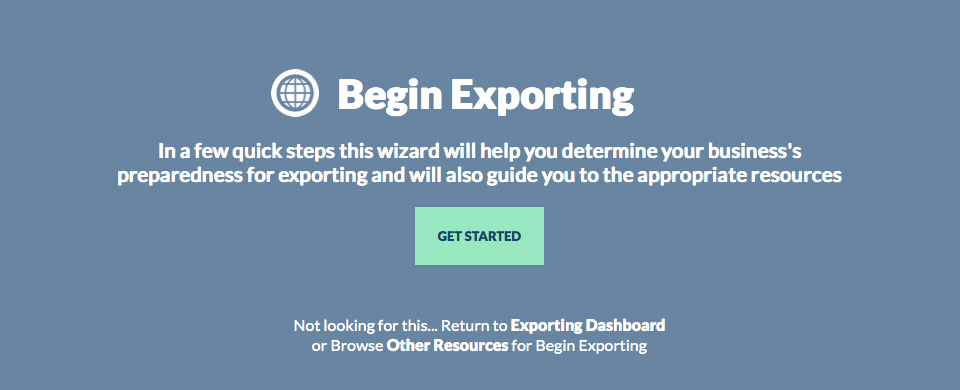 Begin Exporting
In a few quick steps this wizard will help you determine your business's
preparedness for exporting and will also guide you to the appropriate resources
GET STARTED
Not looking for this... Return to Exporting Dashboard
or Browse Other Resources for Begin Exporting